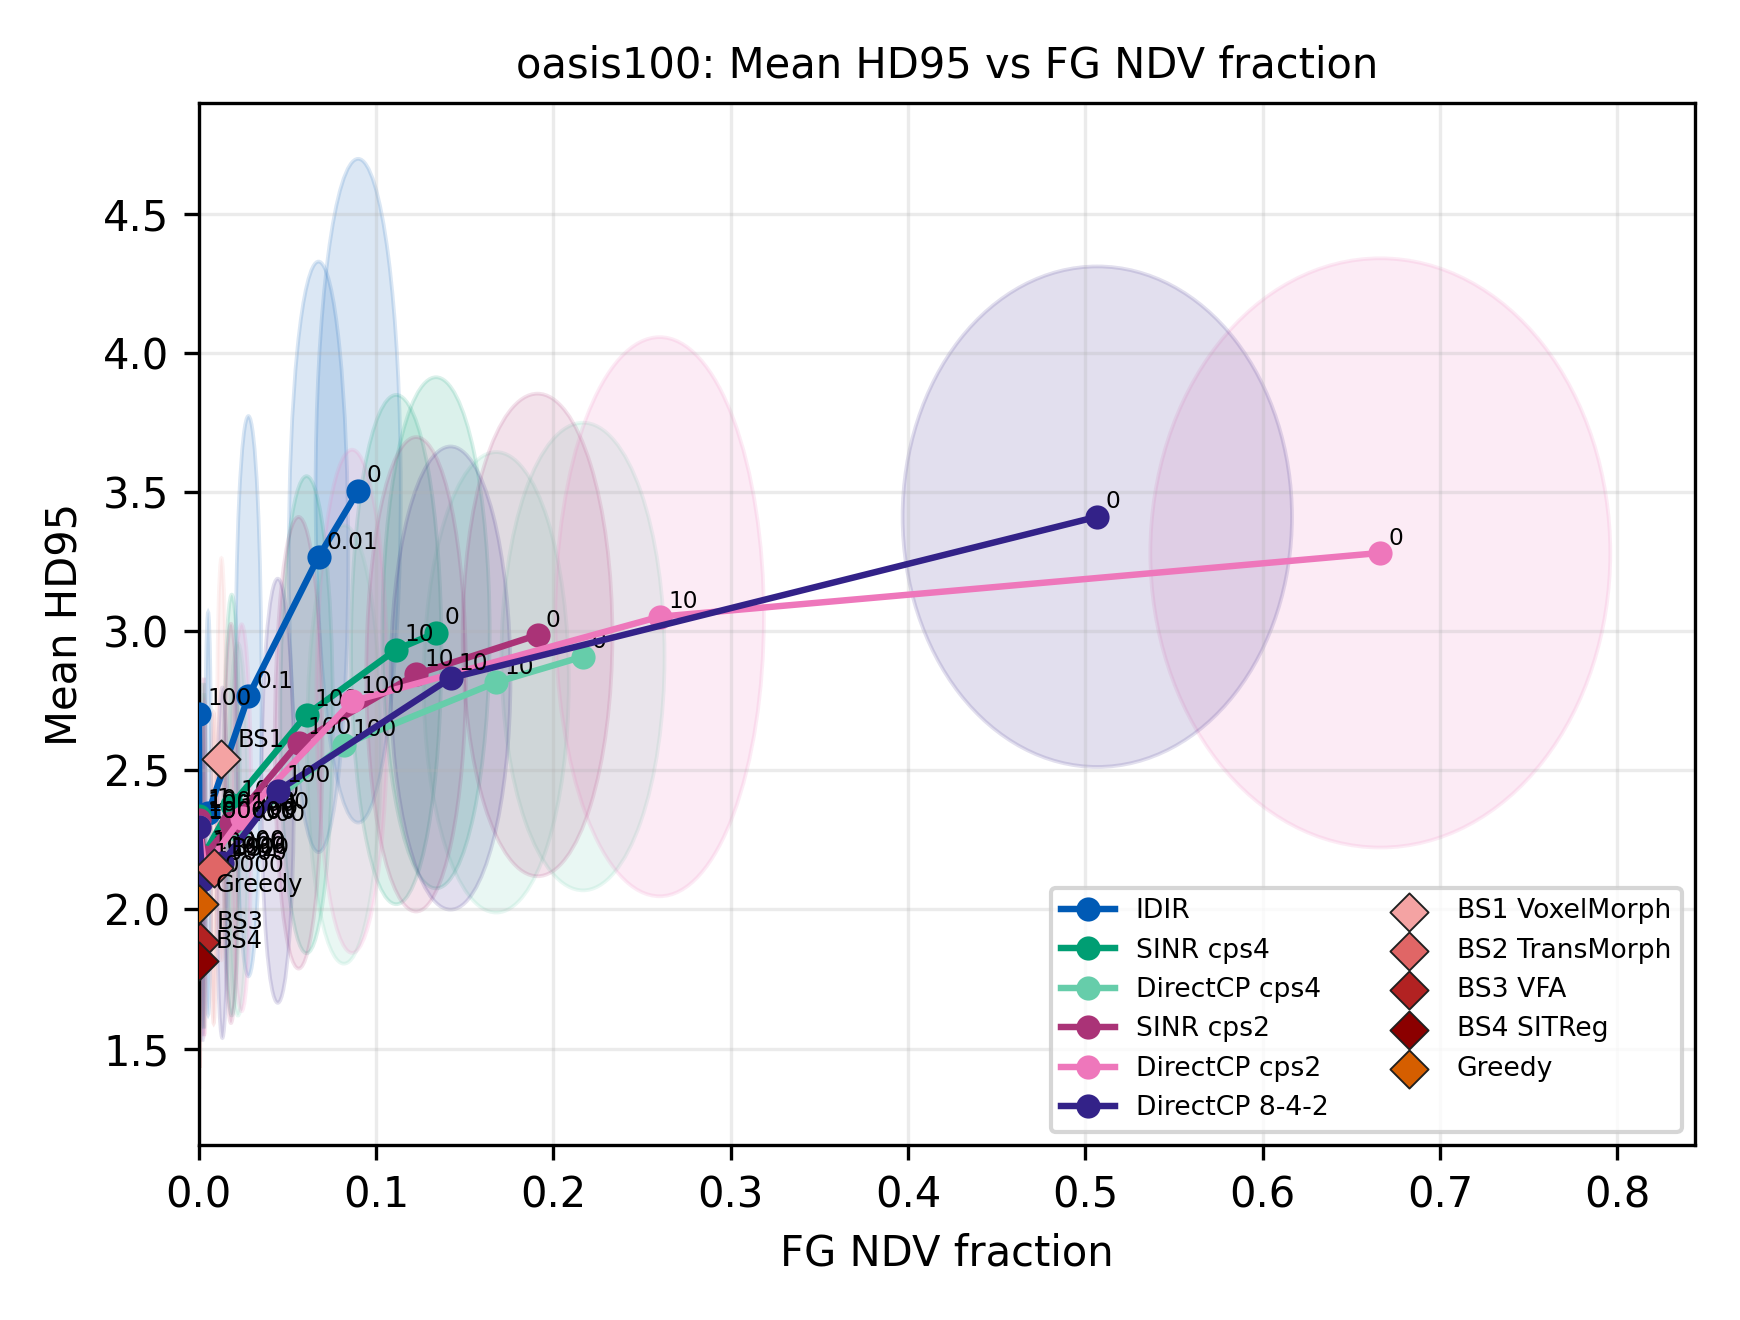 oasis100: Mean HD95 vs FG NDV fraction
4.5
4.0
3.5
3.0
2.5
2.0
1.5
Mean HD95
0
0.01
0.1
100
BS1
0
10
0
10
10
100
0
10
100
10
100
100
100
0
0
Greedy
BS3
BS4
IDIR
SINR cps4
DirectCP cps4
SINR cps2
DirectCP cps2
DirectCP 8-4-2
BS1 VoxelMorph
BS2 TransMorph
BS3 VFA
BS4 SITReg
Greedy
0.0 0.1 0.2 0.3 0.4 0.5 0.6 0.7 0.8
FG NDV fraction